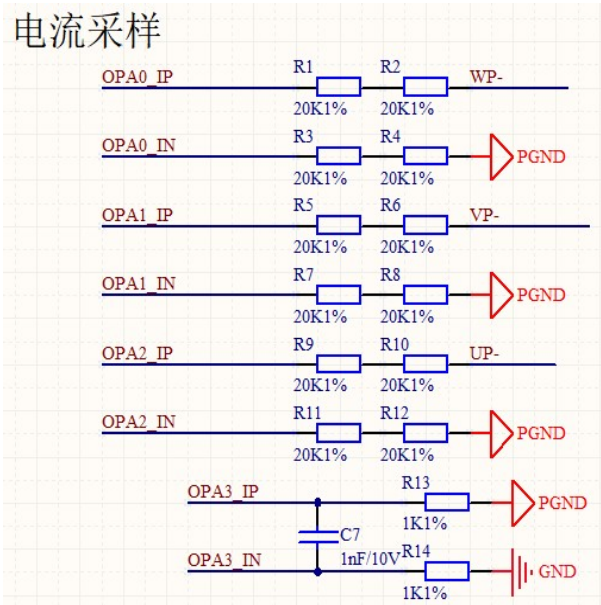 电流采样
R1 R2
OPA0_IP WP-
20K1% 20K1%
R3 R4
OPA0_IN PGND
20K1% 20K1%
R5 R6
OPA1_IP VP-
20K1% 20K1%
R7 R8
OPA1_IN PGND
20K1% 20K1%
R9 R10
OPA2_IP UP-
20K1% 20K1%
R11 R12
OPA2_IN PGND
20K1% 20K1%
R13
OPA3_IP PGND
1K1%
C7
1nF/10V R14
OPA3_IN GND
1K1%